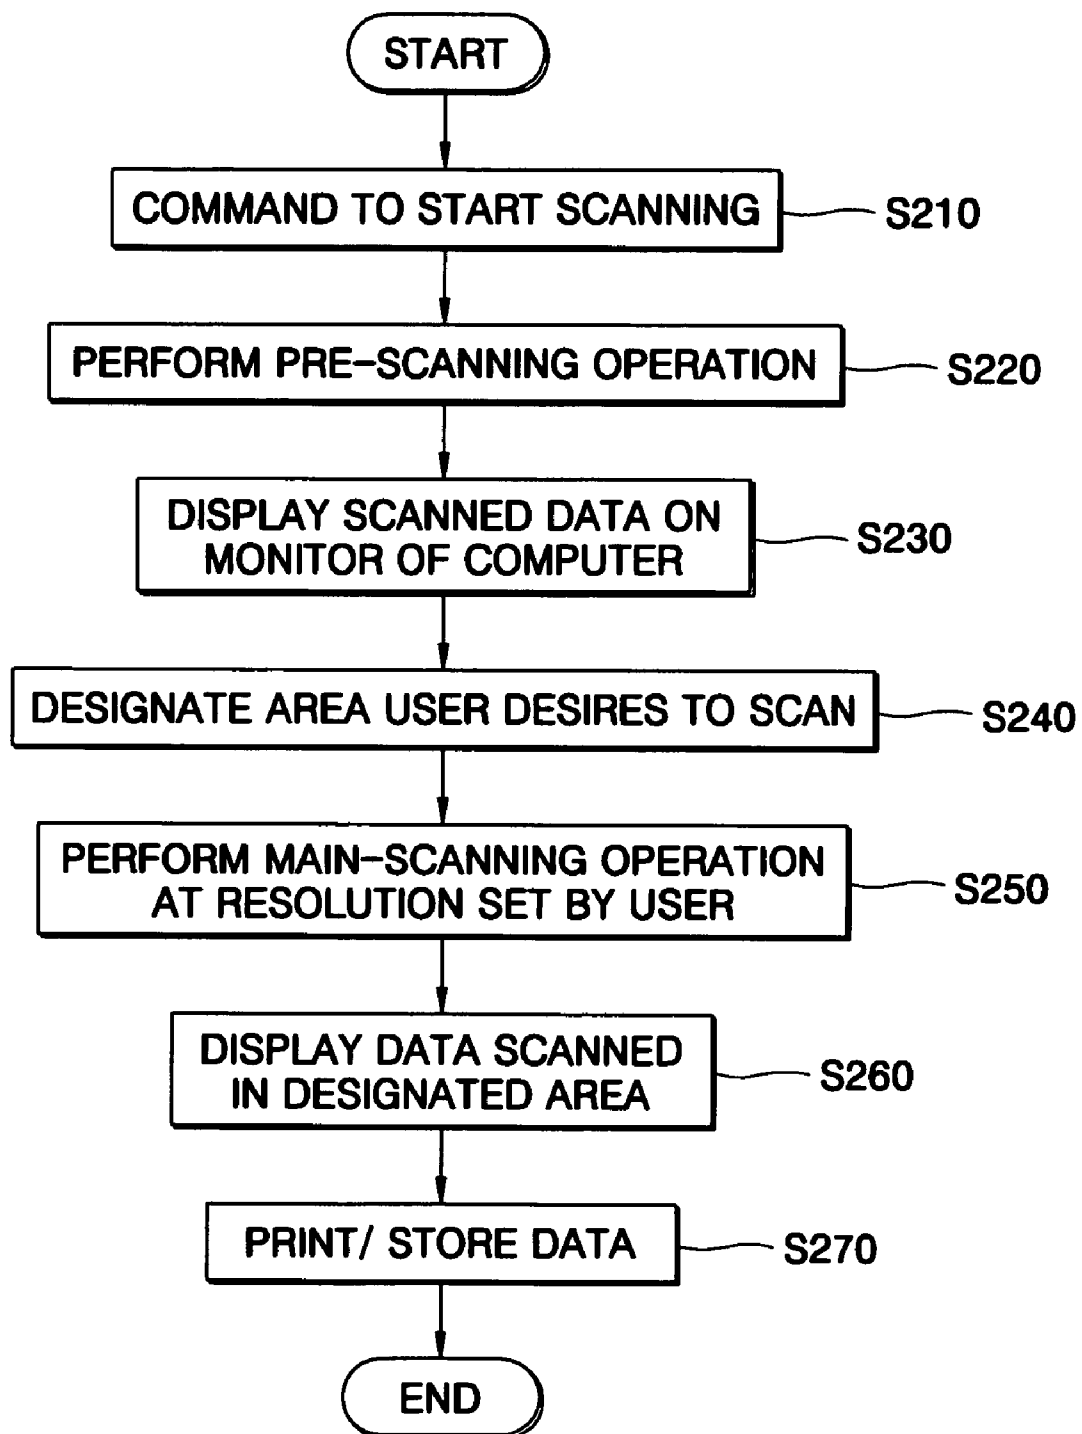 START
COMMAND TO START SCANNING
S210
PERFORM PRE-SCANNING OPERATION
S220
DISPLAY SCANNED DATA ON
MONITOR OF COMPUTER
S230
DESIGNATE AREA USER DESIRES TO SCAN
S240
PERFORM MAIN-SCANNING OPERATION
AT RESOLUTION SET BY USER
S250
DISPLAY DATA SCANNED
IN DESIGNATED AREA
S260
PRINT/ STORE DATA
S270
END